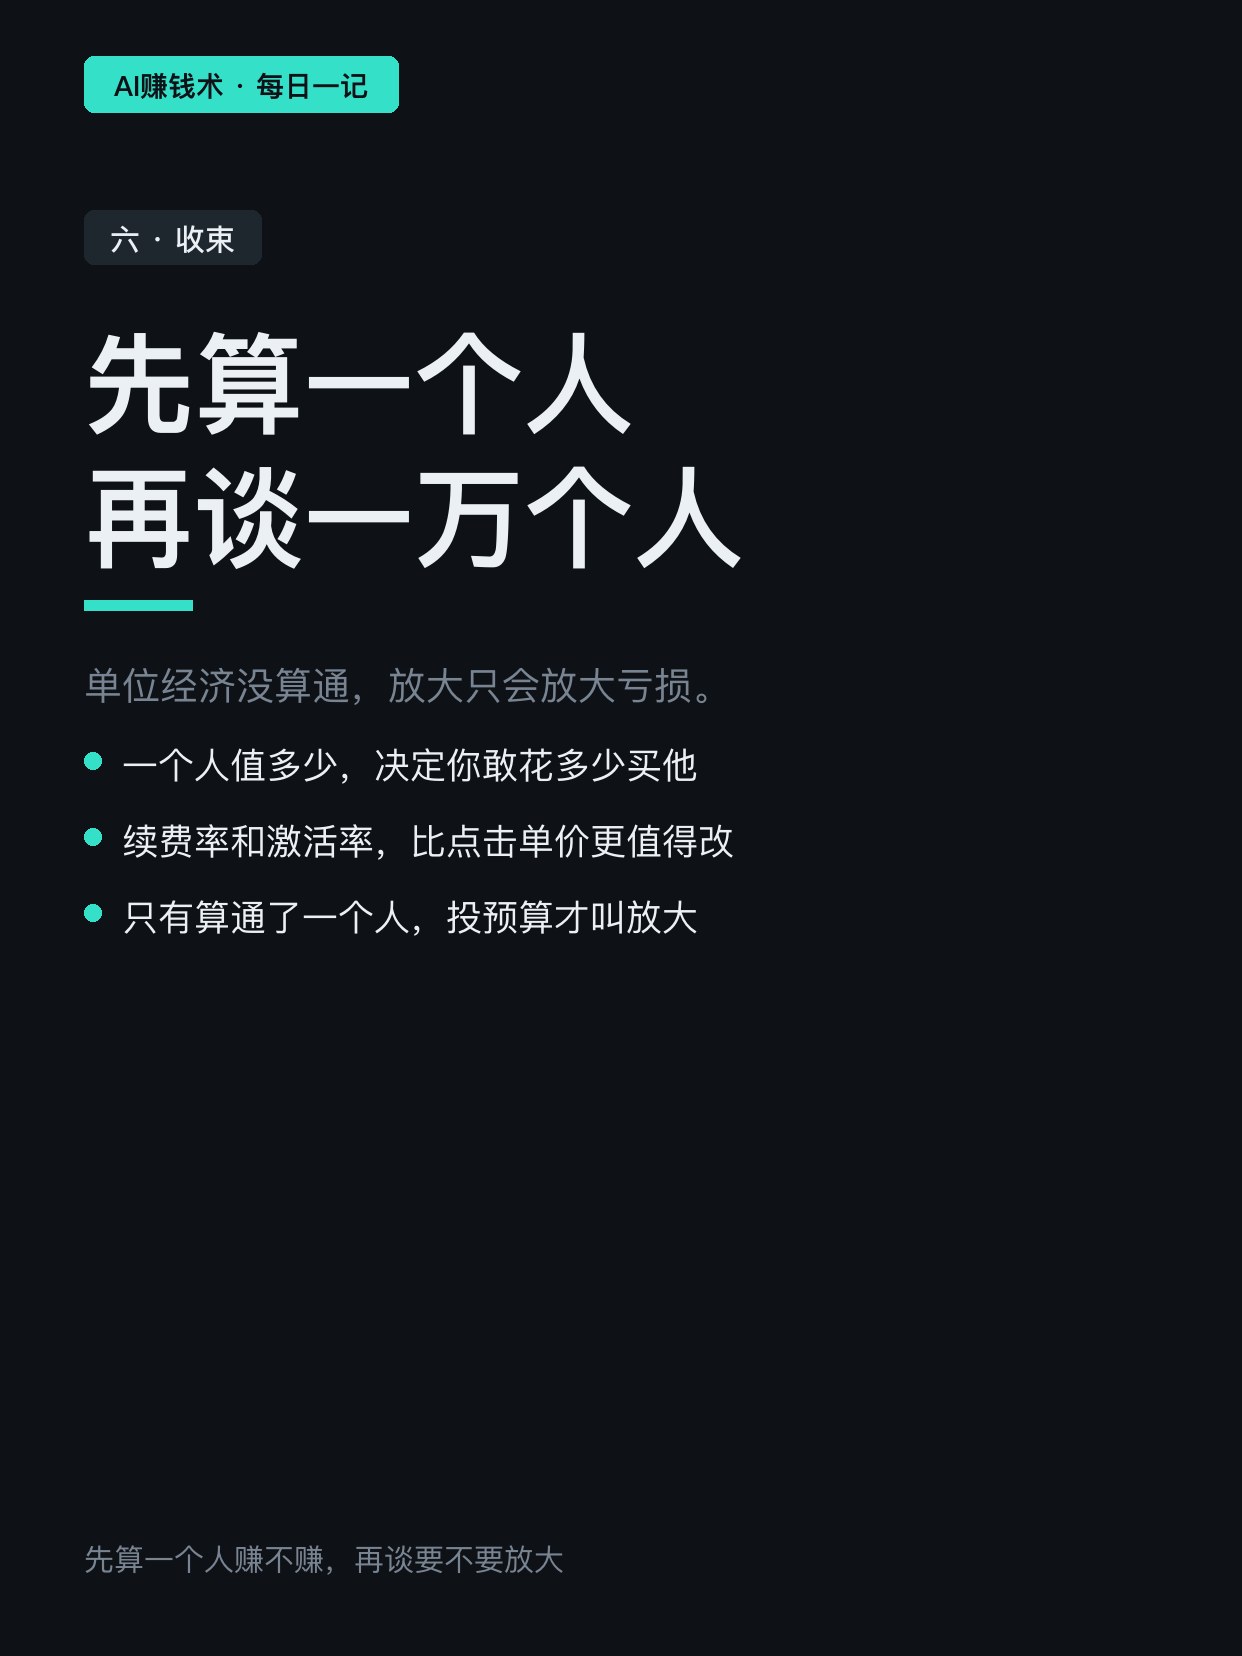 AI赚钱术 · 每日一记
六 · 收束
先算一个人
再谈一万个人
单位经济没算通，放大只会放大亏损。
一个人值多少，决定你敢花多少买他
续费率和激活率，比点击单价更值得改
只有算通了一个人，投预算才叫放大
先算一个人赚不赚，再谈要不要放大